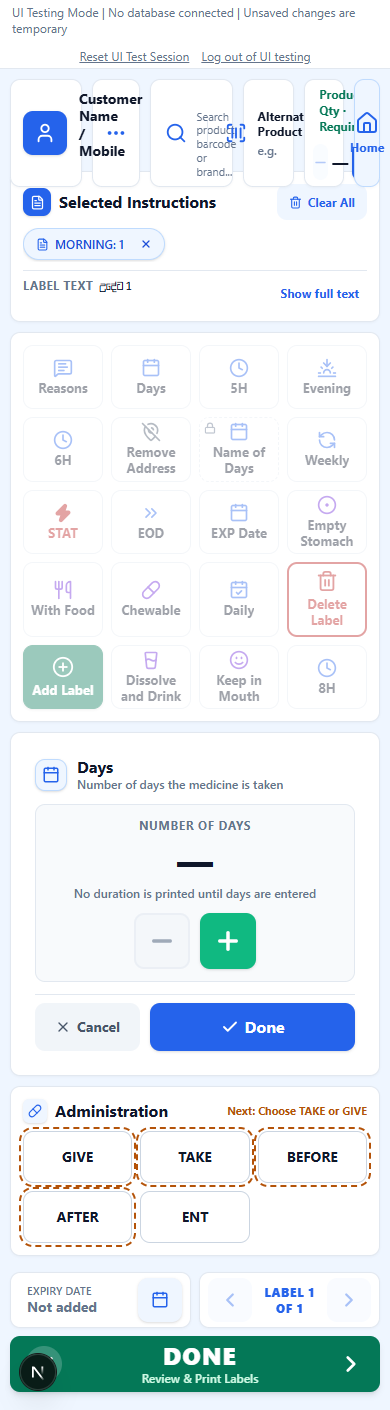 UI Testing Mode | No database connected | Unsaved changes are
temporary
Reset UI Test Session Log out of UI testing
Customer
Name
/
Mobile
Search
product,
barcode
or
brand...
Product
e.g.
Qty ·
Home
Selected Instructions
Clear All
MORNING: 1 ×
LABEL TEXT 1
Show full text
Reasons Days 5H Evening
6H Remove
Address Name of
Days Weekly
STAT EOD EXP Date Empty
Stomach
With Food Chewable Daily Delete
Label
Add Label Dissolve
and Drink Keep in
Mouth 8H
Days
Number of days the medicine is taken
NUMBER OF DAYS
—
No duration is printed until days are entered
Cancel Done
Administration Next: Choose TAKE or GIVE
GIVE TAKE BEFORE
AFTER ENT
EXPIRY DATE
Not added
LABEL 1
OF 1
DONE
Review & Print Labels
N